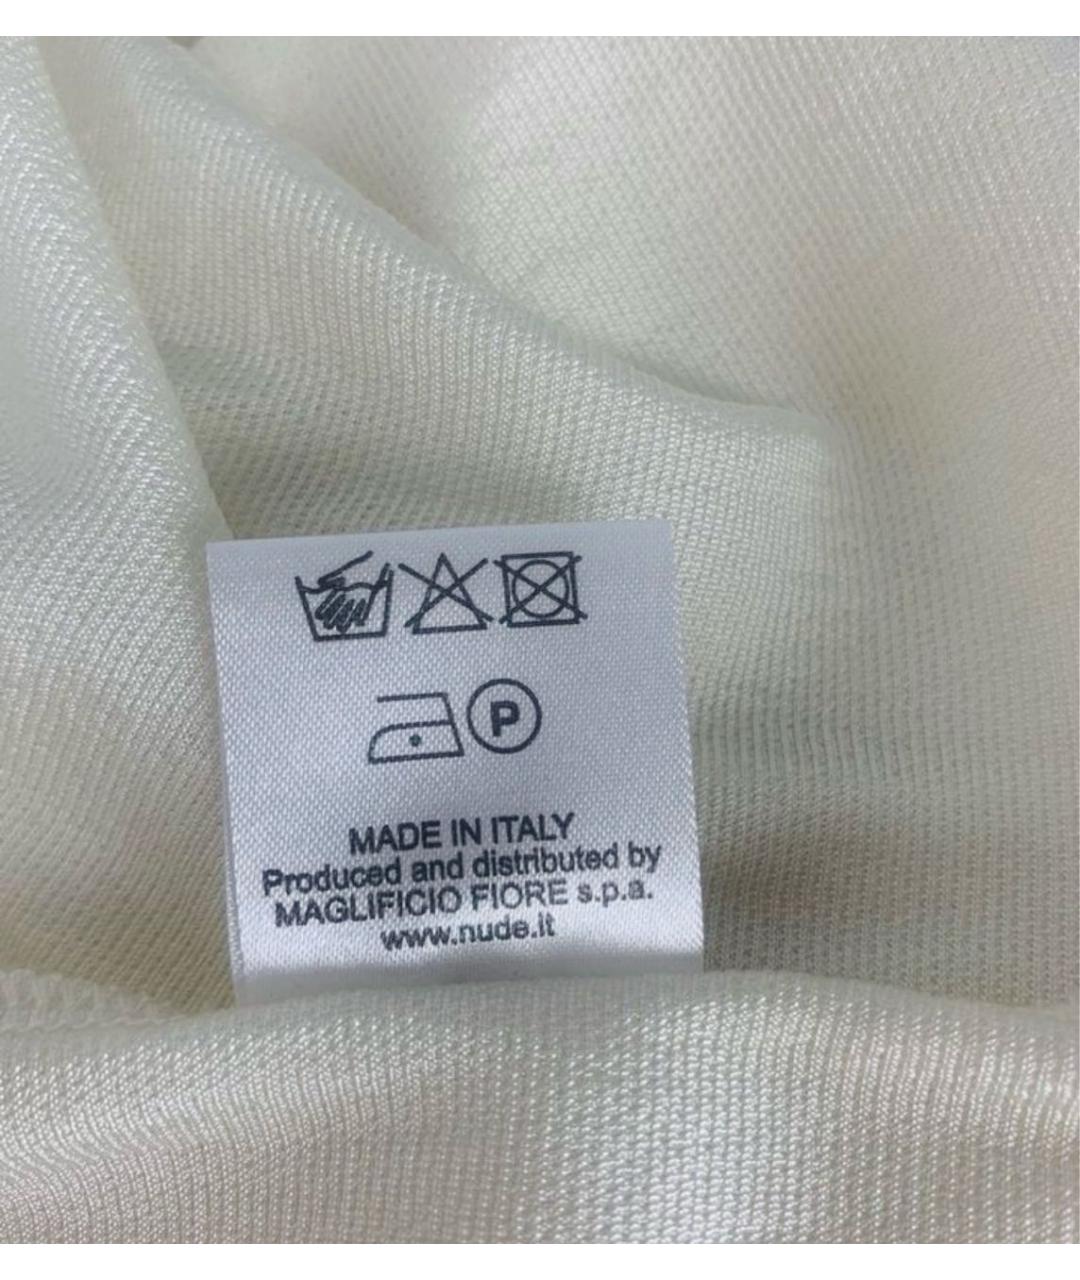 P
MADE IN ITALY
Produced and distributed by
MAGLIFICIO FIORE s.p.a.
www.nude.it